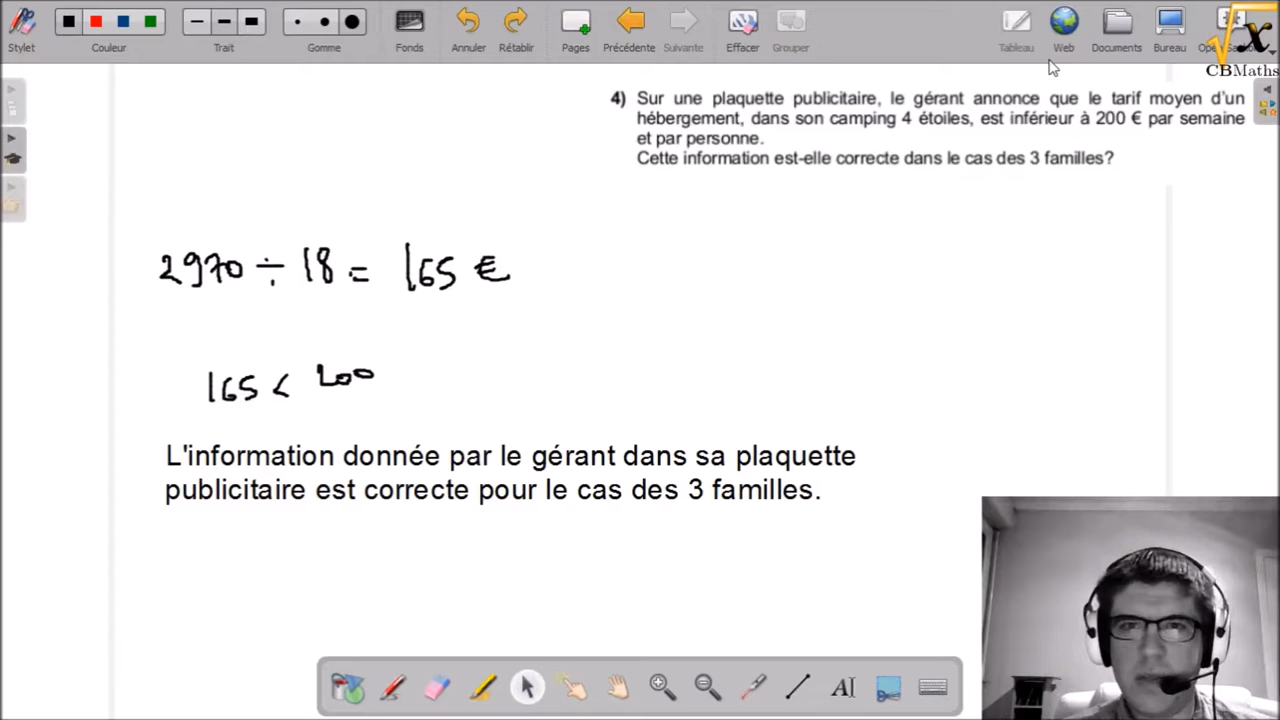 Stylet
Couleur
Trait
Gomme
Fonds
Annuler
Rétablir
Pages
Précédente
Suivante
Effacer
Grouper
Tableau
Web
Documents
Bureau
CBMaths
4) Sur une plaquette publicitaire, le gérant annonce que le tarif moyen d'un
hébergement, dans son camping 4 étoiles, est inférieur à 200 € par semaine
et par personne.
Cette information est-elle correcte dans le cas des 3 familles?
2970 ÷ 18 = 165 €
165 < 200
L'information donnée par le gérant dans sa plaquette
publicitaire est correcte pour le cas des 3 familles.